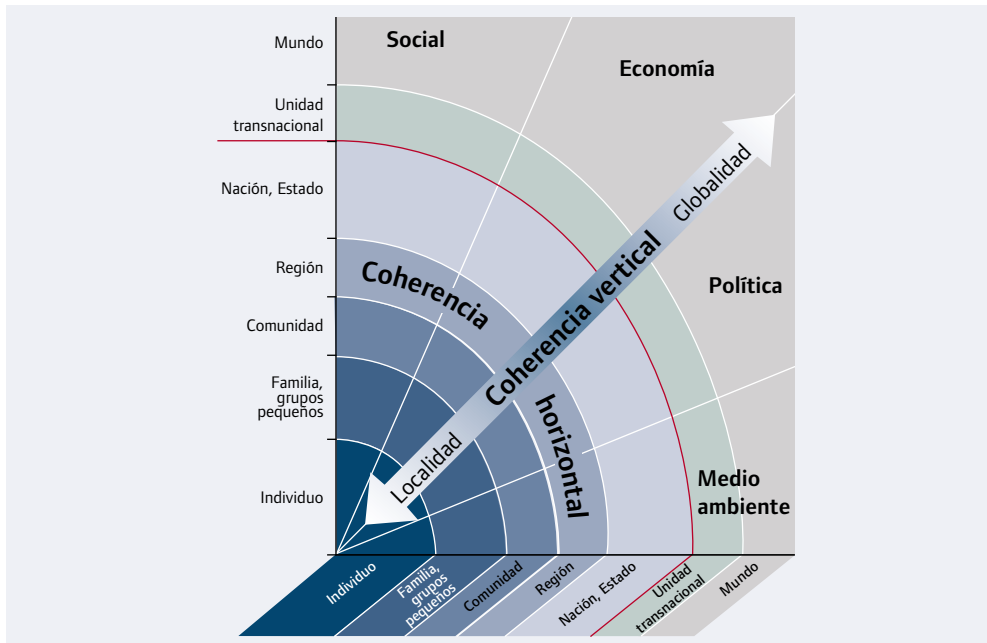 Mundo
Social
Economía
Unidad
transnacional
Globalidad
Nación, Estado
Región
Coherencia
Coherencia vertical
Política
Comunidad
Familia,
grupos
pequeños
horizontal
Localidad
Individuo
Medio
ambiente
Individuo
Familia,
grupos
pequeños
Comunidad
Región
Nación, Estado
Unidad
transnacional
Mundo